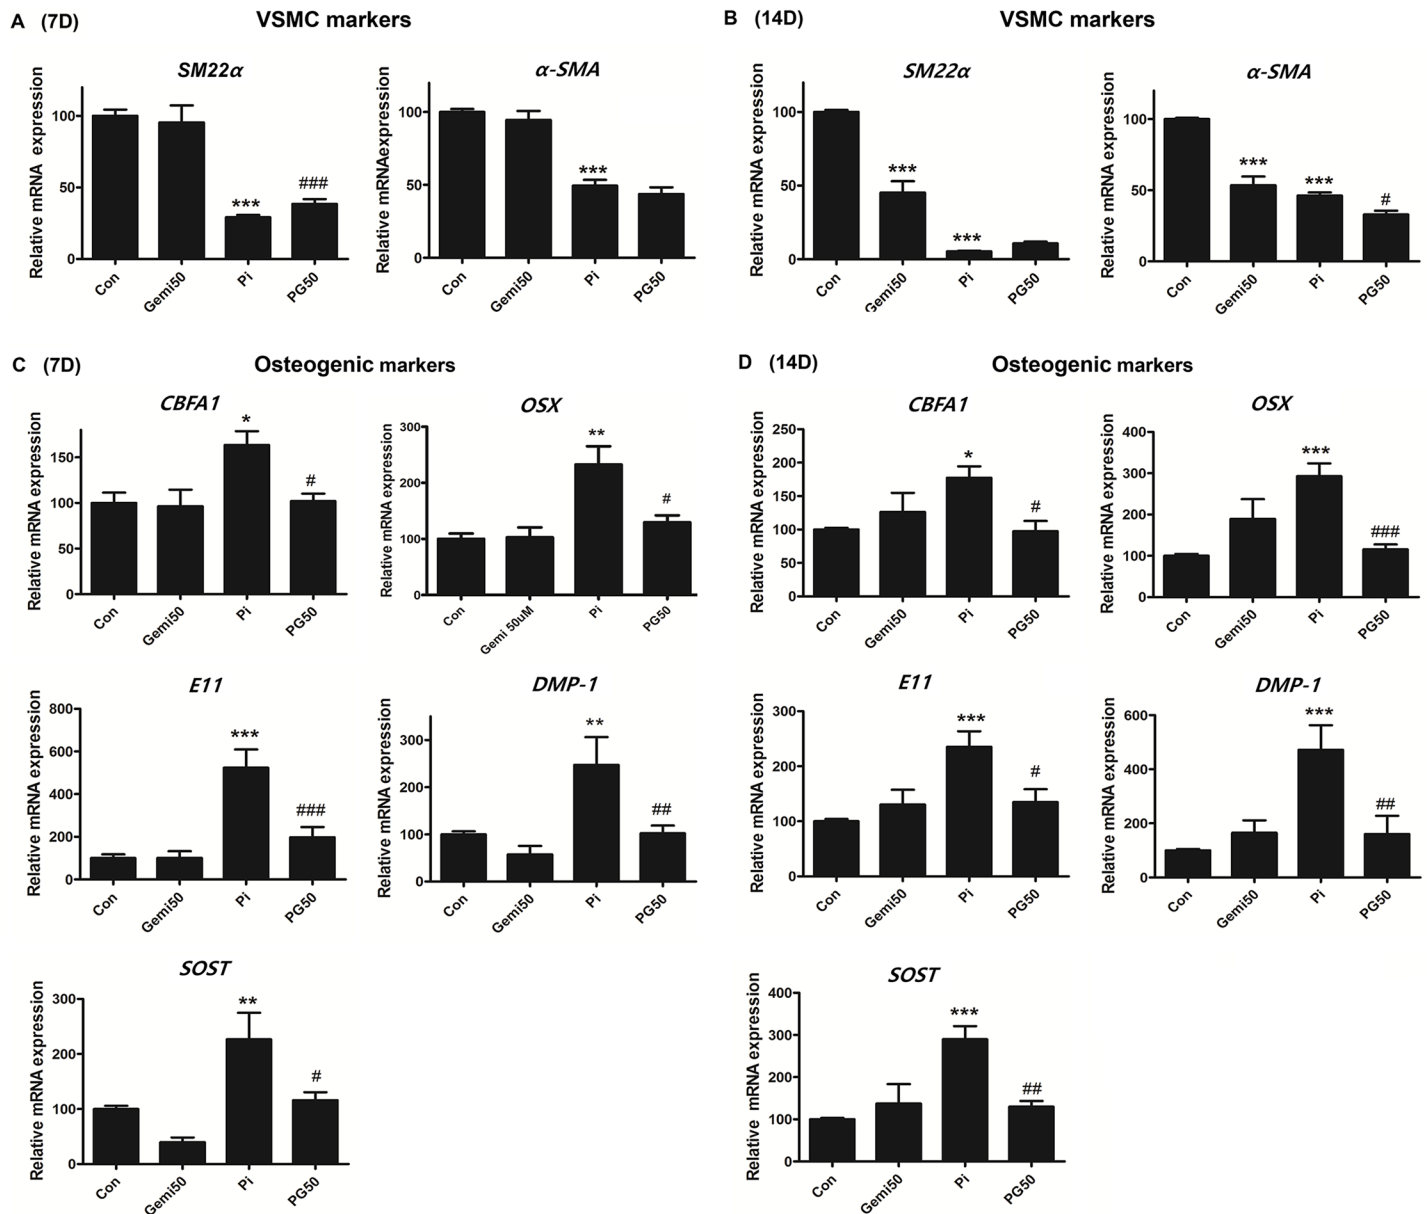 A (7D) VSMC markers
SM22α
Relative mRNA expression
100
50
0
***
###
Con
Gemi50
Pi
PG50
α-SMA
Relative mRNAexpression
100
50
0
***
Con
Gemi50
Pi
PG50
B (14D) VSMC markers
SM22α
Relative mRNA expression
100
50
0
***
***
Con
Gemi50
Pi
PG50
α-SMA
Relative mRNA expression
100
50
0
***
***
#
Con
Gemi50
Pi
PG50
C (7D) Osteogenic markers
CBFA1
Relative mRNA expression
150
100
50
0
*
#
Con
Gemi50
Pi
PG50
OSX
Relative mRNA expression
300
200
100
0
**
#
Con
Gemi 50uM
Pi
PG50
E11
Relative mRNA expression
800
600
400
200
0
***
###
Con
Gemi50
Pi
PG50
DMP-1
Relative mRNA expression
300
200
100
0
**
##
Con
Gemi50
Pi
PG50
SOST
Relative mRNA expression
300
200
100
0
**
#
Con
Gemi50
Pi
PG50
D (14D) Osteogenic markers
CBFA1
Relative mRNA expression
250
200
150
100
50
0
*
#
Con
Gemi50
Pi
PG50
OSX
Relative mRNA expression
400
300
200
100
0
***
###
Con
Gemi50
Pi
PG50
E11
Relative mRNA expression
300
200
100
0
***
#
Con
Gemi50
Pi
PG50
DMP-1
Relative mRNA expression
600
400
200
0
***
##
Con
Gemi50
Pi
PG50
SOST
Relative mRNA expression
400
300
200
100
0
***
##
Con
Gemi50
Pi
PG50